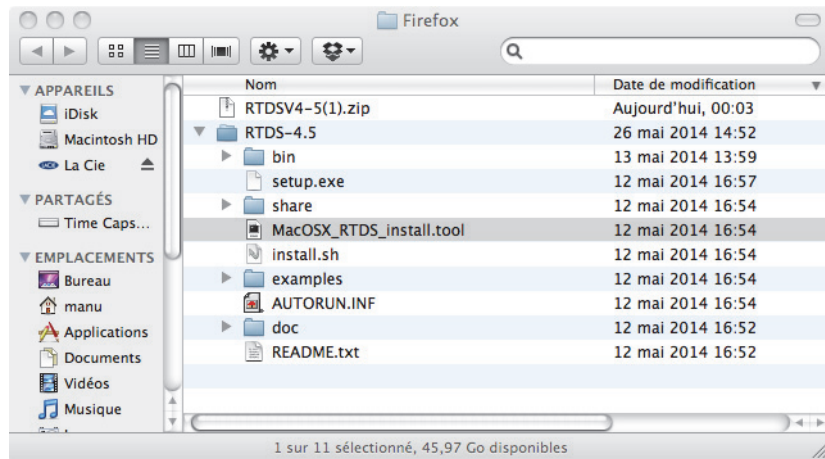 Firefox
Nom Date de modification
APPAREILS
iDisk
Macintosh HD
La Cie
PARTAGÉS
Time Caps...
EMPLACEMENTS
Bureau
manu
Applications
Documents
Vidéos
Musique
RTDSV4-5(1).zip Aujourd'hui, 00:03
RTDS-4.5 26 mai 2014 14:52
bin 13 mai 2014 13:59
setup.exe 12 mai 2014 16:57
share 12 mai 2014 16:54
MacOSX_RTDS_install.tool 12 mai 2014 16:54
install.sh 12 mai 2014 16:54
examples 12 mai 2014 16:54
AUTORUN.INF 12 mai 2014 16:54
doc 12 mai 2014 16:52
README.txt 12 mai 2014 16:52
1 sur 11 sélectionné, 45,97 Go disponibles